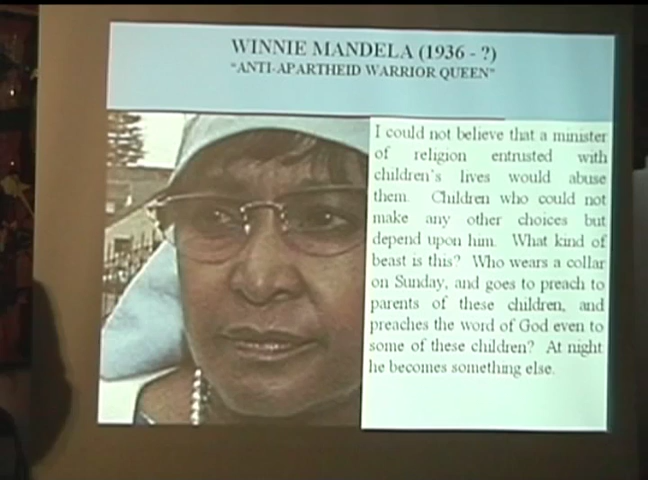 WINNIE MANDELA (1936 - ?)
"ANTI-APARTHEID WARRIOR QUEEN"
I could not believe that a minister
of religion entrusted with
children's lives would abuse
them. Children who could not
make any other choices but
depend upon him. What kind of
beast is this? Who wears a collar
on Sunday, and goes to preach to
parents of these children, and
preaches the word of God even to
some of these children? At night
he becomes something else.